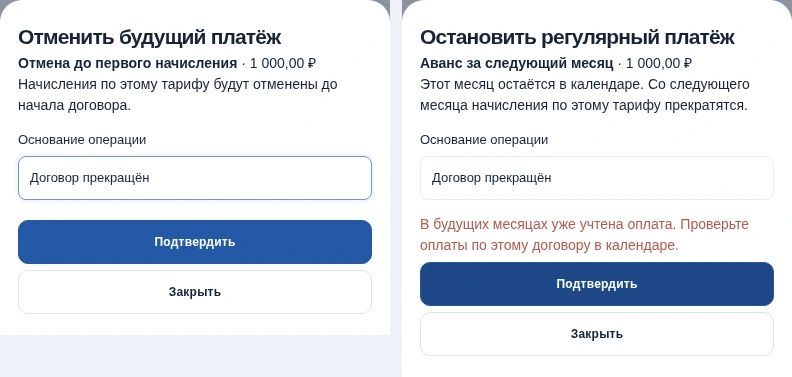 Отменить будущий платёж
Отмена до первого начисления · 1 000,00 ₽
Начисления по этому тарифу будут отменены до
начала договора.
Основание операции
Договор прекращён
Подтвердить
Закрыть
Остановить регулярный платёж
Аванс за следующий месяц · 1 000,00 ₽
Этот месяц остаётся в календаре. Со следующего
месяца начисления по этому тарифу прекратятся.
Основание операции
Договор прекращён
В будущих месяцах уже учтена оплата. Проверьте
оплаты по этому договору в календаре.
Подтвердить
Закрыть